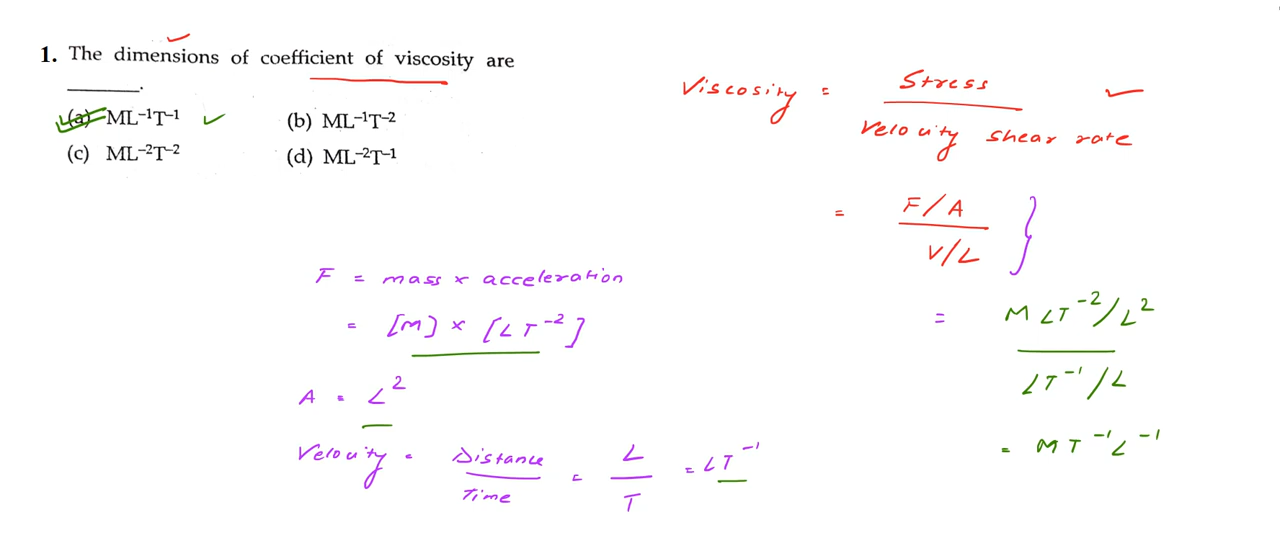 1. The dimensions of coefficient of viscosity are
________.
(a) ML⁻¹T⁻¹ ✓ (b) ML⁻¹T⁻²
(c) ML⁻²T⁻² (d) ML⁻²T⁻¹
Viscosity = Stress / Velocity shear rate ✓
= F/A / V/L }
F = mass × acceleration
= [M] × [LT⁻²]
A = L²
Velocity = Distance / Time = L / T = LT⁻¹
= MLT⁻²/L² / LT⁻¹/L
= MT⁻¹L⁻¹